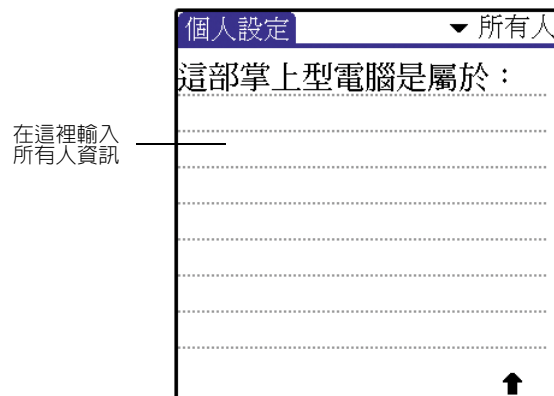 個人設定
所有人
這部掌上型電腦是屬於：
在這裡輸入
所有人資訊